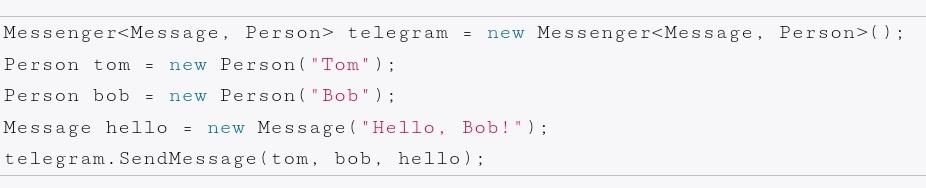 Messenger<Message, Person> telegram = new Messenger<Message, Person>();
Person tom = new Person("Tom");
Person bob = new Person("Bob");
Message hello = new Message("Hello, Bob!");
telegram.SendMessage(tom, bob, hello);